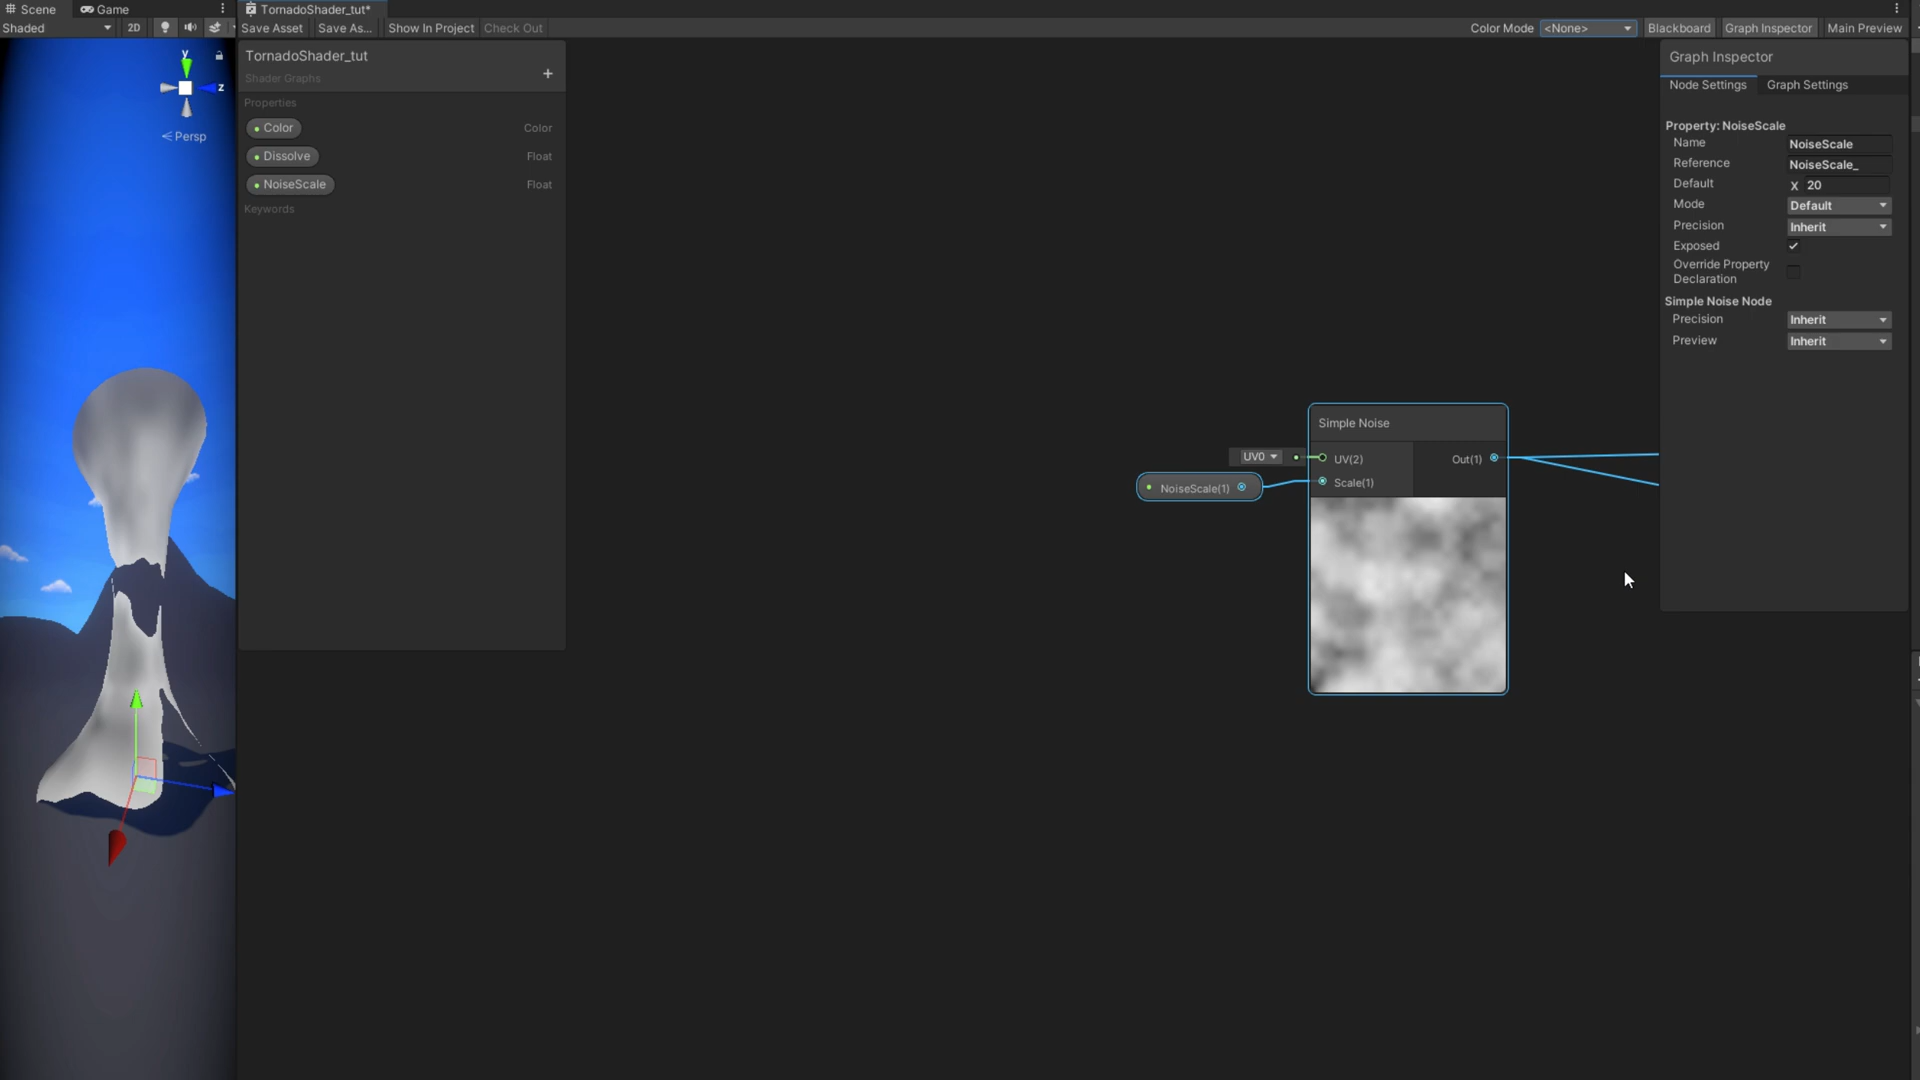 Scene
Game
TornadoShader_tut*
Shaded
2D
Save Asset
Save As...
Show In Project
Check Out
Color Mode
<None>
Blackboard
Graph Inspector
Main Preview
y
z
Persp
TornadoShader_tut
Shader Graphs
+
Properties
Color
Color
Dissolve
Float
NoiseScale
Float
Keywords
Graph Inspector
Node Settings
Graph Settings
Property: NoiseScale
Name
NoiseScale
Reference
NoiseScale_
Default
X 20
Mode
Default
Precision
Inherit
Exposed
Override Property
Declaration
Simple Noise Node
Precision
Inherit
Preview
Inherit
Simple Noise
UV0
UV(2)
Out(1)
NoiseScale(1)
Scale(1)